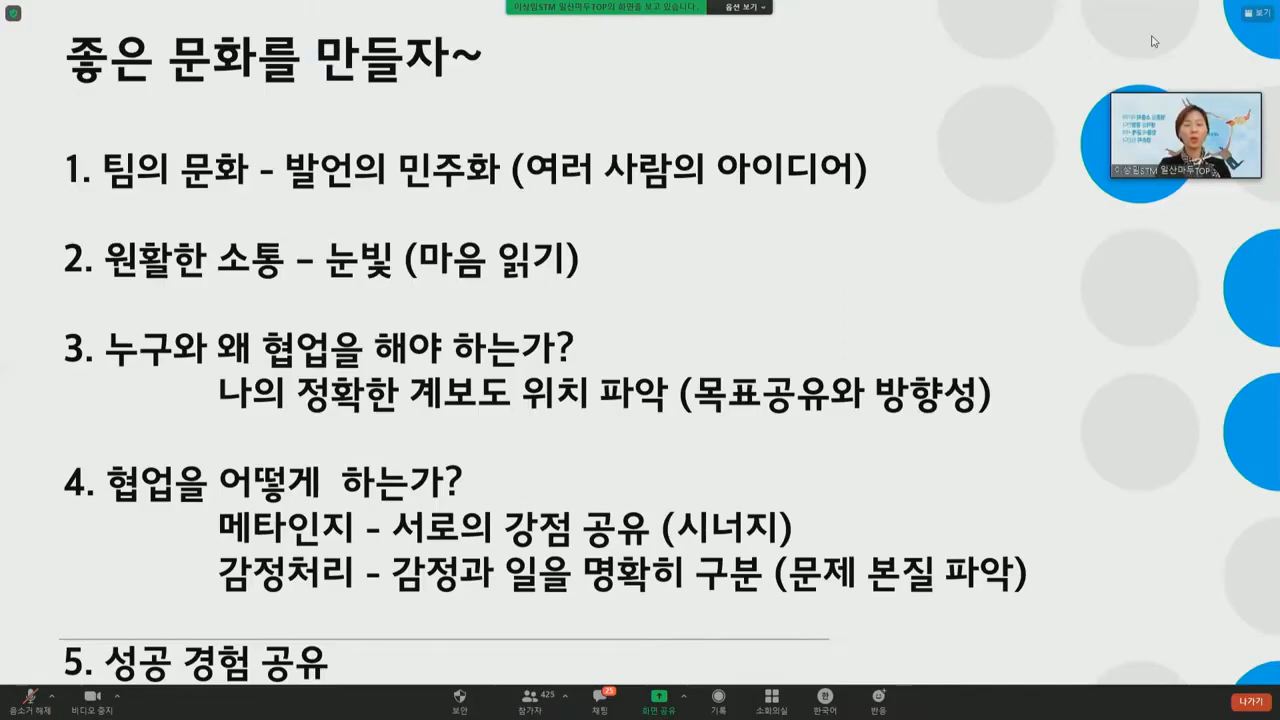 이상임STM 일산마두TOP의 화면을 보고 있습니다.
옵션 보기
보기
좋은 문화를 만들자~
이상임STM 일산마두TOP
1. 팀의 문화 - 발언의 민주화 (여러 사람의 아이디어)
2. 원활한 소통 – 눈빛 (마음 읽기)
3. 누구와 왜 협업을 해야 하는가?
나의 정확한 계보도 위치 파악 (목표공유와 방향성)
4. 협업을 어떻게 하는가?
메타인지 - 서로의 강점 공유 (시너지)
감정처리 - 감정과 일을 명확히 구분 (문제 본질 파악)
5. 성공 경험 공유
음소거 해제
비디오 중지
보안
참가자
425
채팅
25
화면 공유
기록
소회의실
한
한국어
반응
나가기